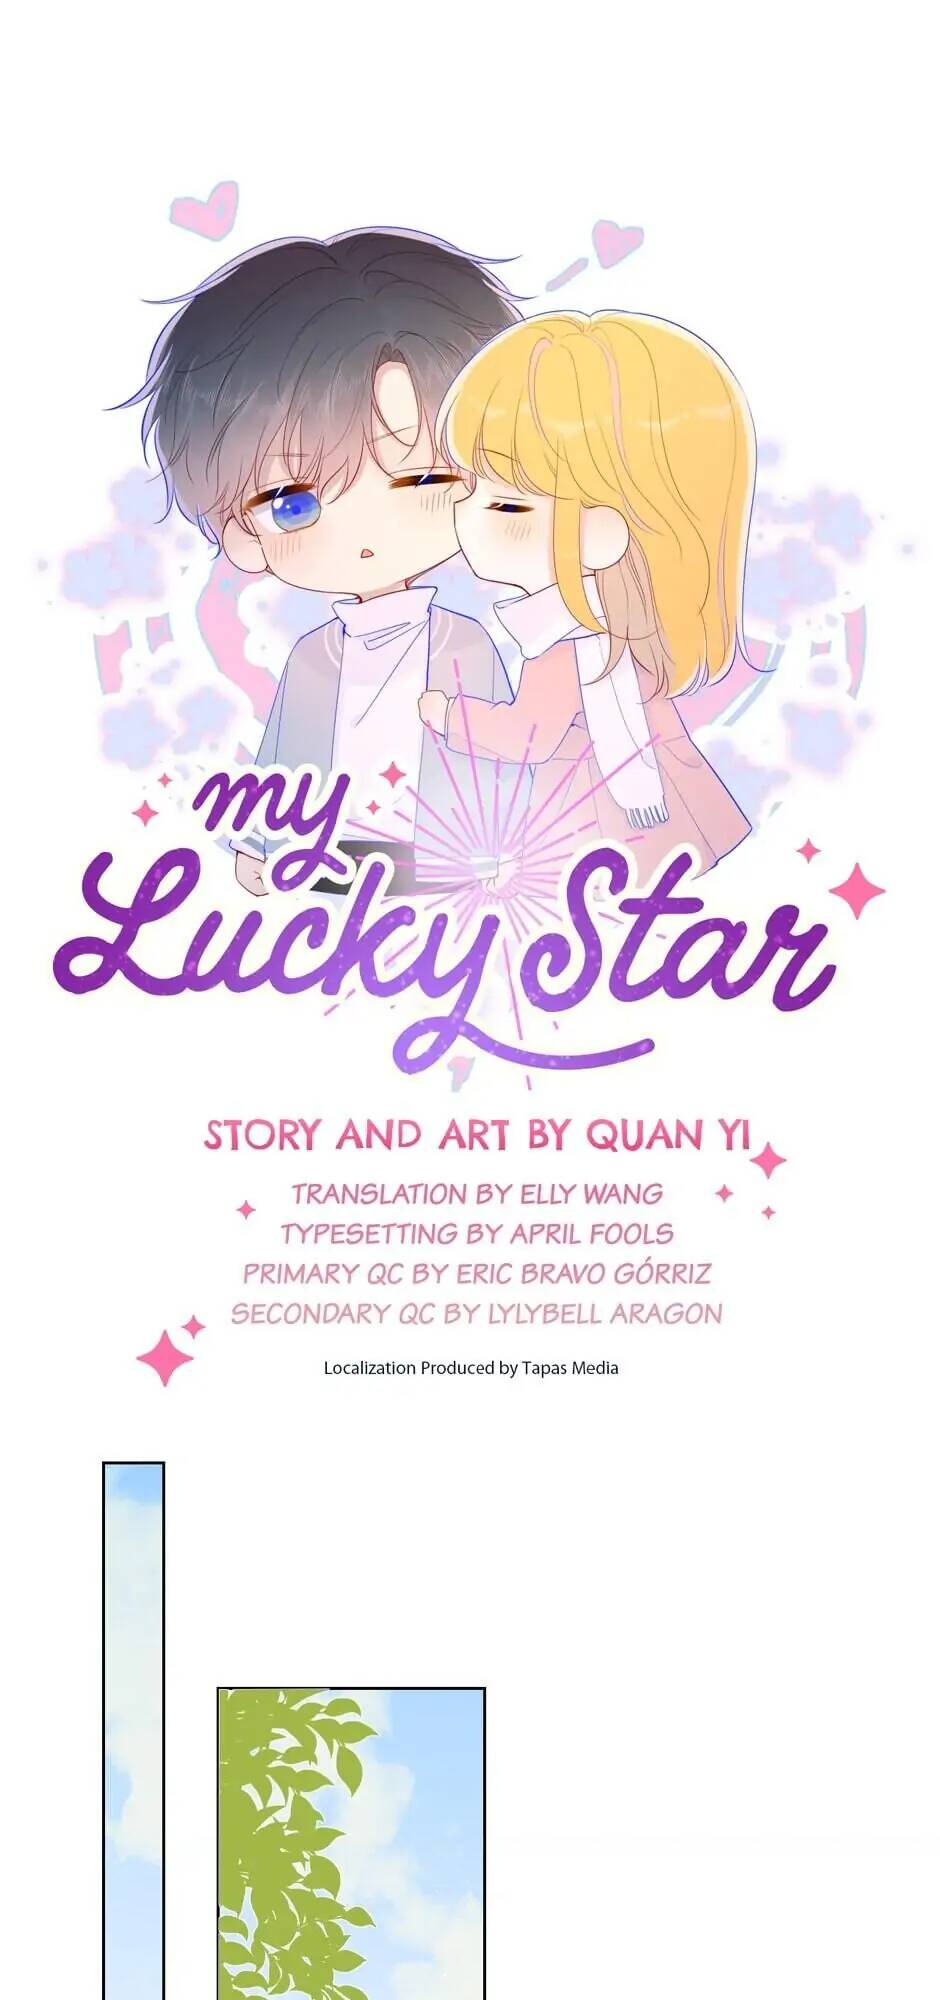 my
Lucky Star
STORY AND ART BY QUAN YI
TRANSLATION BY ELLY WANG
TYPESETTING BY APRIL FOOLS
PRIMARY QC BY ERIC BRAVO GÓRRIZ
SECONDARY QC BY LYLYBELL ARAGON
Localization Produced by Tapas Media